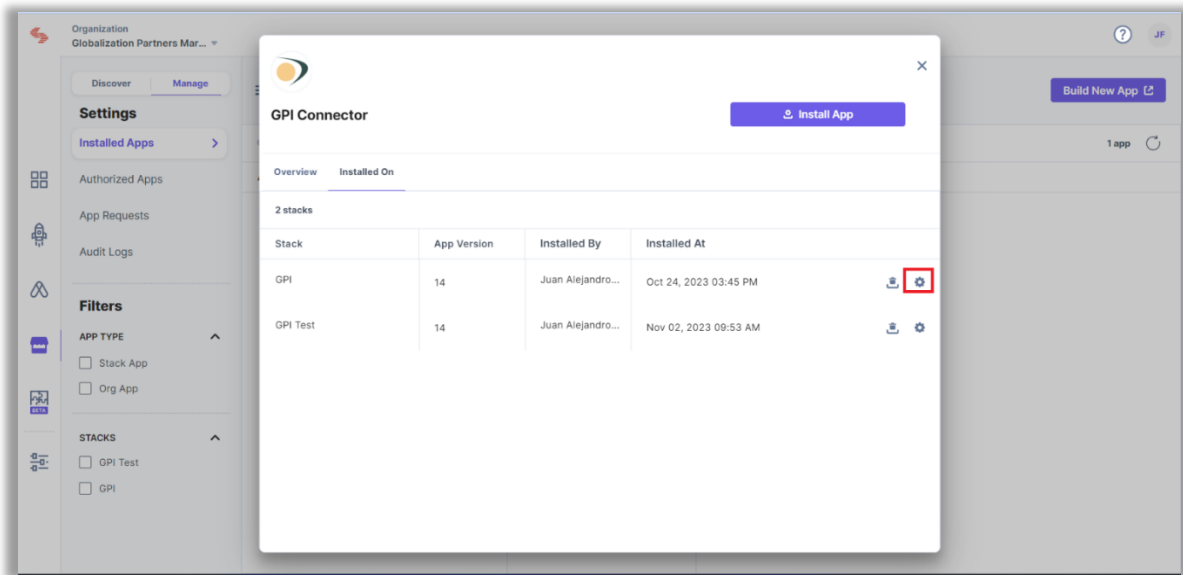 Organization
Globalization Partners Mar...
JF
Discover
Manage
Settings
Installed Apps
Authorized Apps
App Requests
Audit Logs
Filters
APP TYPE
Stack App
Org App
STACKS
GPI Test
GPI
BETA
Build New App
1 app
GPI Connector
Install App
Overview
Installed On
2 stacks
Stack App Version Installed By Installed At
GPI 14 Juan Alejandro... Oct 24, 2023 03:45 PM
GPI Test 14 Juan Alejandro... Nov 02, 2023 09:53 AM